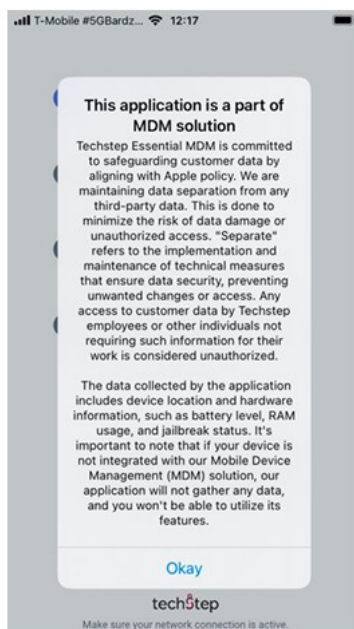 T-Mobile #5GBardz... 12:17
This application is a part of
MDM solution
Techstep Essential MDM is committed
to safeguarding customer data by
aligning with Apple policy. We are
maintaining data separation from any
third-party data. This is done to
minimize the risk of data damage or
unauthorized access. "Separate"
refers to the implementation and
maintenance of technical measures
that ensure data security, preventing
unwanted changes or access. Any
access to customer data by Techstep
employees or other individuals not
requiring such information for their
work is considered unauthorized.
The data collected by the application
includes device location and hardware
information, such as battery level, RAM
usage, and jailbreak status. It's
important to note that if your device is
not integrated with our Mobile Device
Management (MDM) solution, our
application will not gather any data,
and you won't be able to utilize its
features.
Okay
techstep
Make sure your network connection is active.